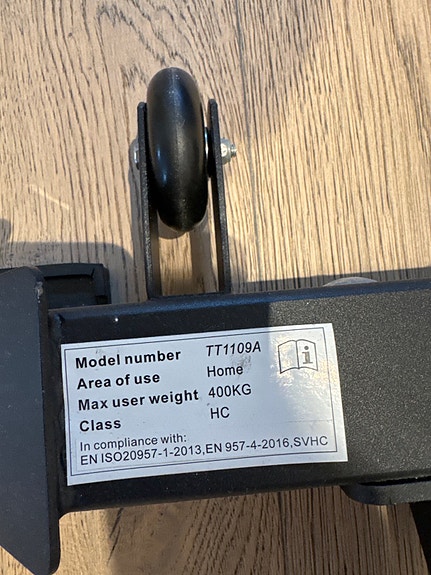 Model number TT1109A
Area of use Home
Max user weight 400KG
Class HC
In compliance with:
EN ISO20957-1-2013,EN 957-4-2016,SVHC